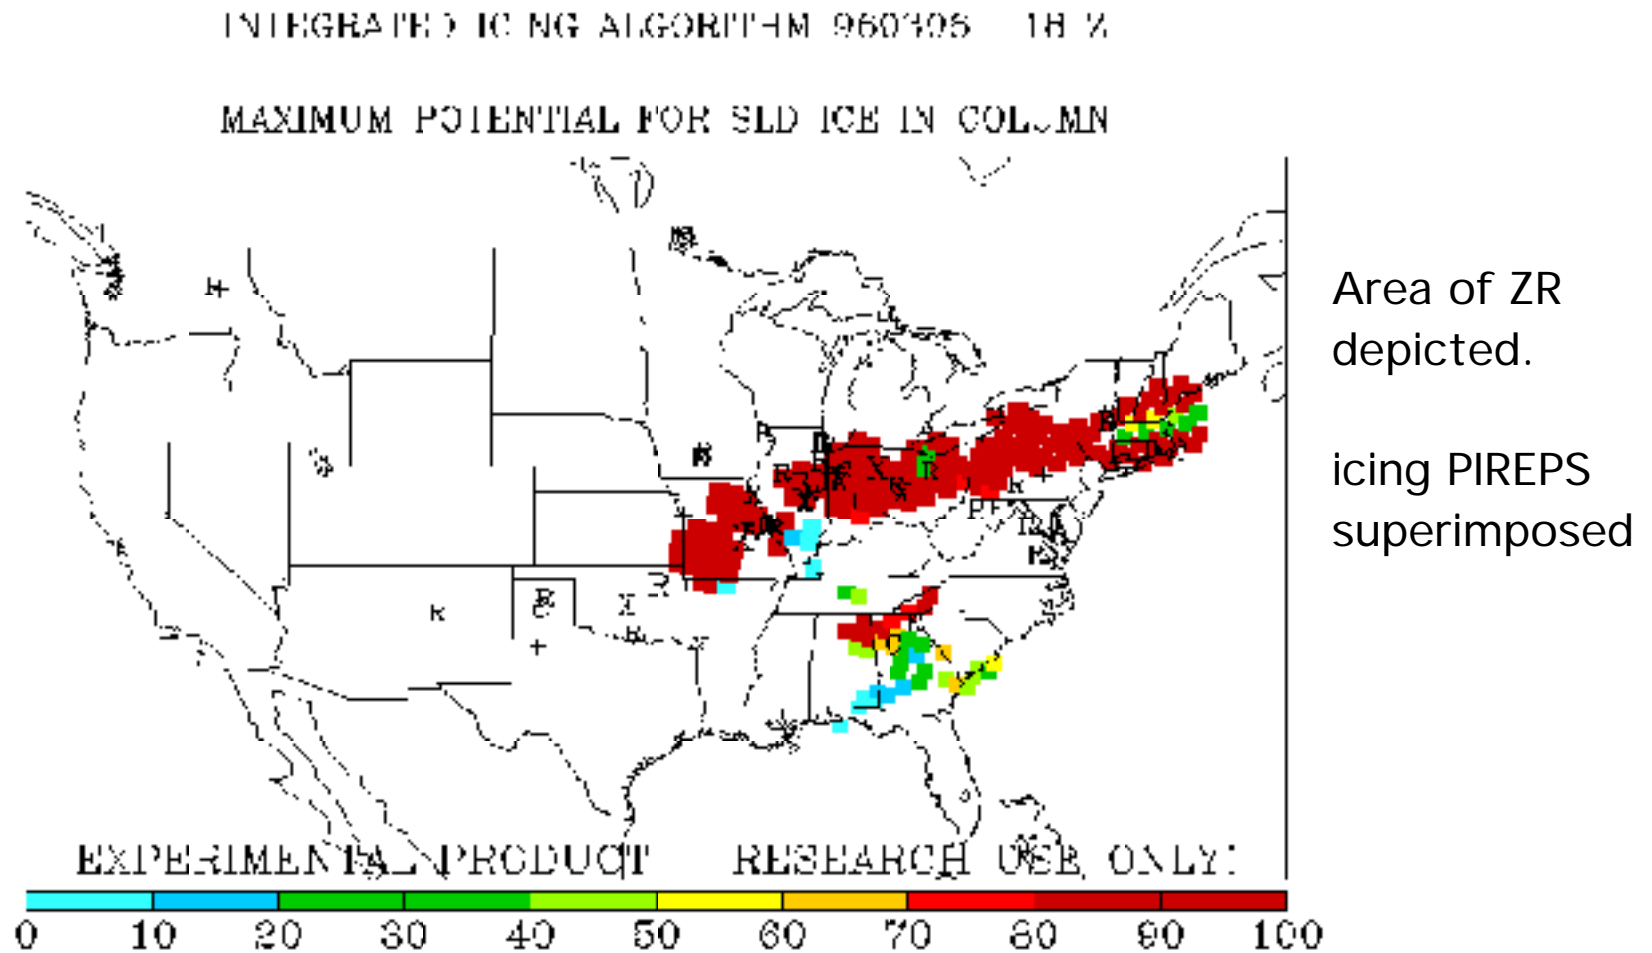 INTEGRATED ICING ALGORITHM 18 Z
MAXIMUM POTENTIAL FOR SLD ICE IN COLUMN
Area of ZR
depicted.
icing PIREPS
superimposed
EXPERIMENTAL PRODUCT RESEARCH USE ONLY!
0 10 20 30 40 50 60 70 80 90 100